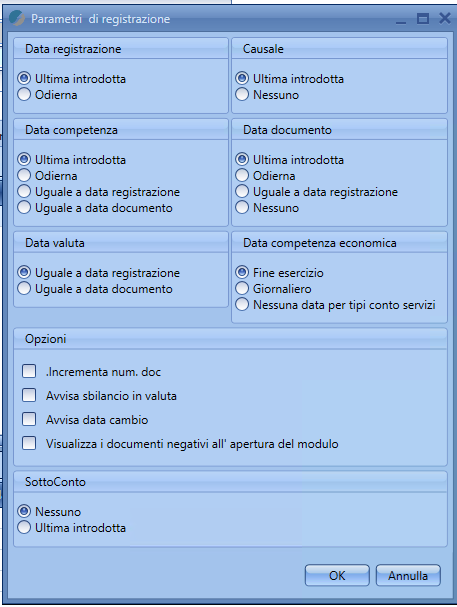 Parametri di registrazione
Data registrazione
Ultima introdotta
Odierna
Causale
Ultima introdotta
Nessuno
Data competenza
Ultima introdotta
Odierna
Uguale a data registrazione
Uguale a data documento
Data documento
Ultima introdotta
Odierna
Uguale a data registrazione
Nessuno
Data valuta
Uguale a data registrazione
Uguale a data documento
Data competenza economica
Fine esercizio
Giornaliero
Nessuna data per tipi conto servizi
Opzioni
.Incrementa num. doc
Avvisa sbilancio in valuta
Avvisa data cambio
Visualizza i documenti negativi all' apertura del modulo
SottoConto
Nessuno
Ultima introdotta
OK
Annulla